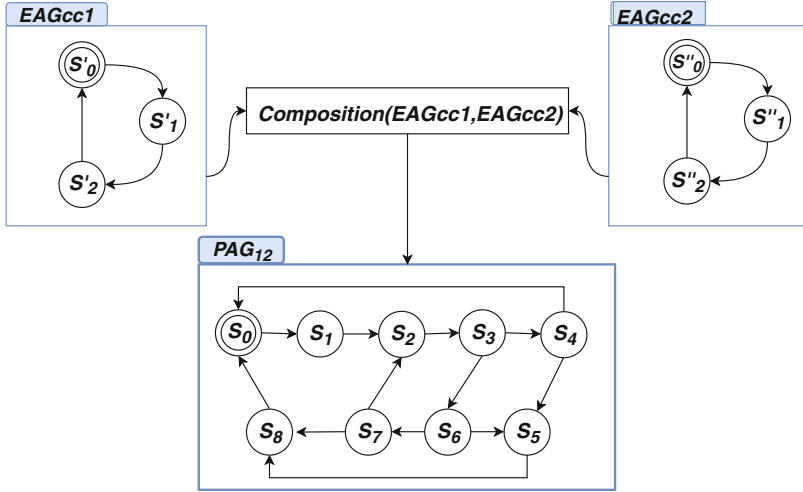 EAGcc1
EAGcc2
S'0
S'1
S'2
Composition(EAGcc1,EAGcc2)
S''0
S''1
S''2
PAG12
S0 S1 S2 S3 S4
S8 S7 S6 S5